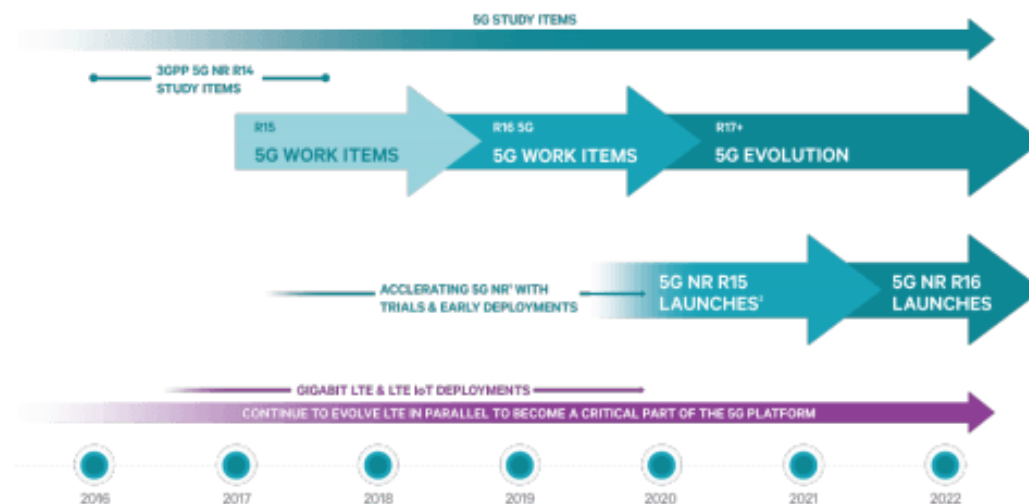 5G STUDY ITEMS
3GPP 5G NR R14
STUDY ITEMS
R15
5G WORK ITEMS
R16 5G
5G WORK ITEMS
R17+
5G EVOLUTION
ACCLERATING 5G NR¹ WITH
TRIALS & EARLY DEPLOYMENTS
5G NR R15
LAUNCHES²
5G NR R16
LAUNCHES
GIGABIT LTE & LTE IoT DEPLOYMENTS
CONTINUE TO EVOLVE LTE IN PARALLEL TO BECOME A CRITICAL PART OF THE 5G PLATFORM
2016 2017 2018 2019 2020 2021 2022